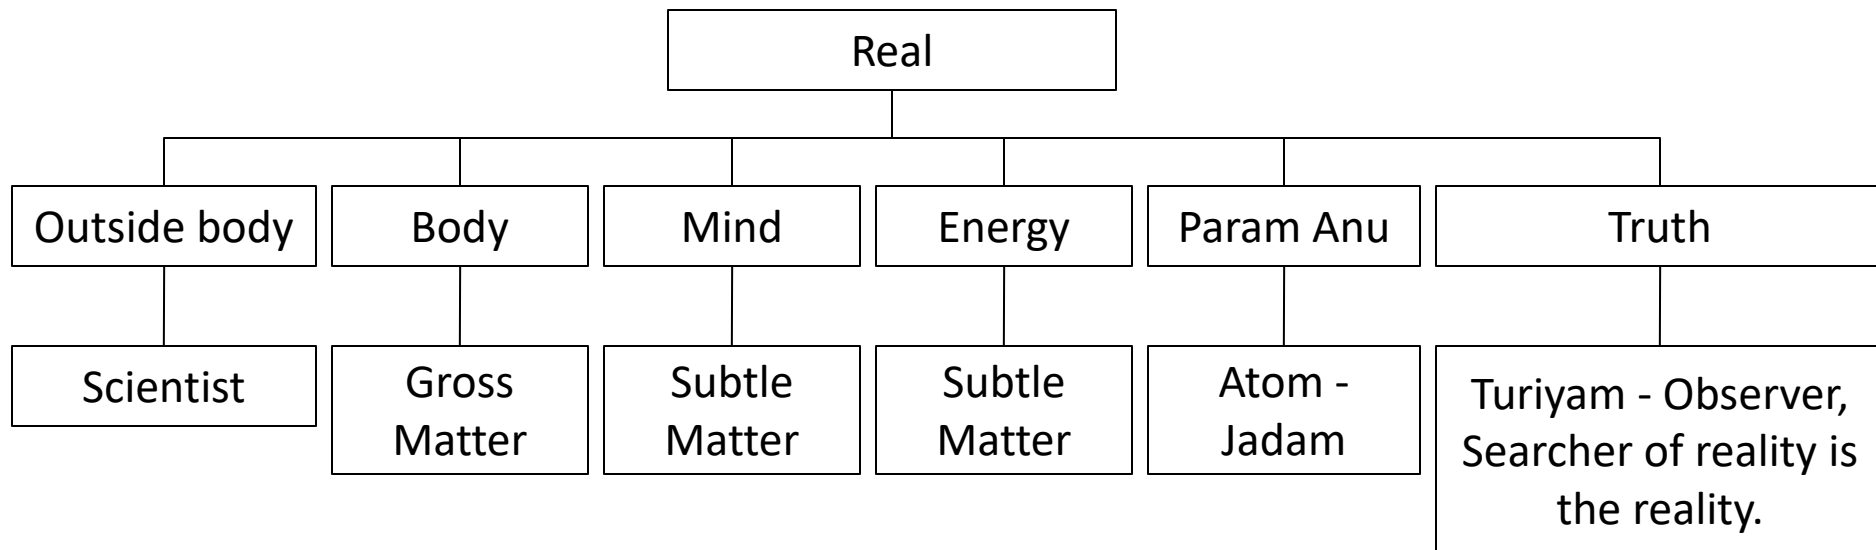 Real
Outside body
Body
Mind
Energy
Param Anu
Truth
Scientist
Gross
Matter
Subtle
Matter
Subtle
Matter
Atom -
Jadam
Turiyam - Observer,
Searcher of reality is
the reality.